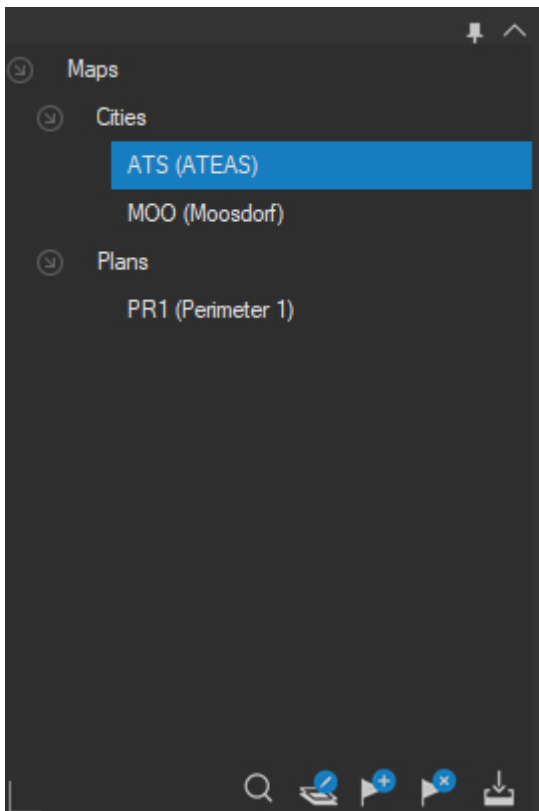 Maps
Cities
ATS (ATEAS)
MOO (Moosdorf)
Plans
PR1 (Perimeter 1)